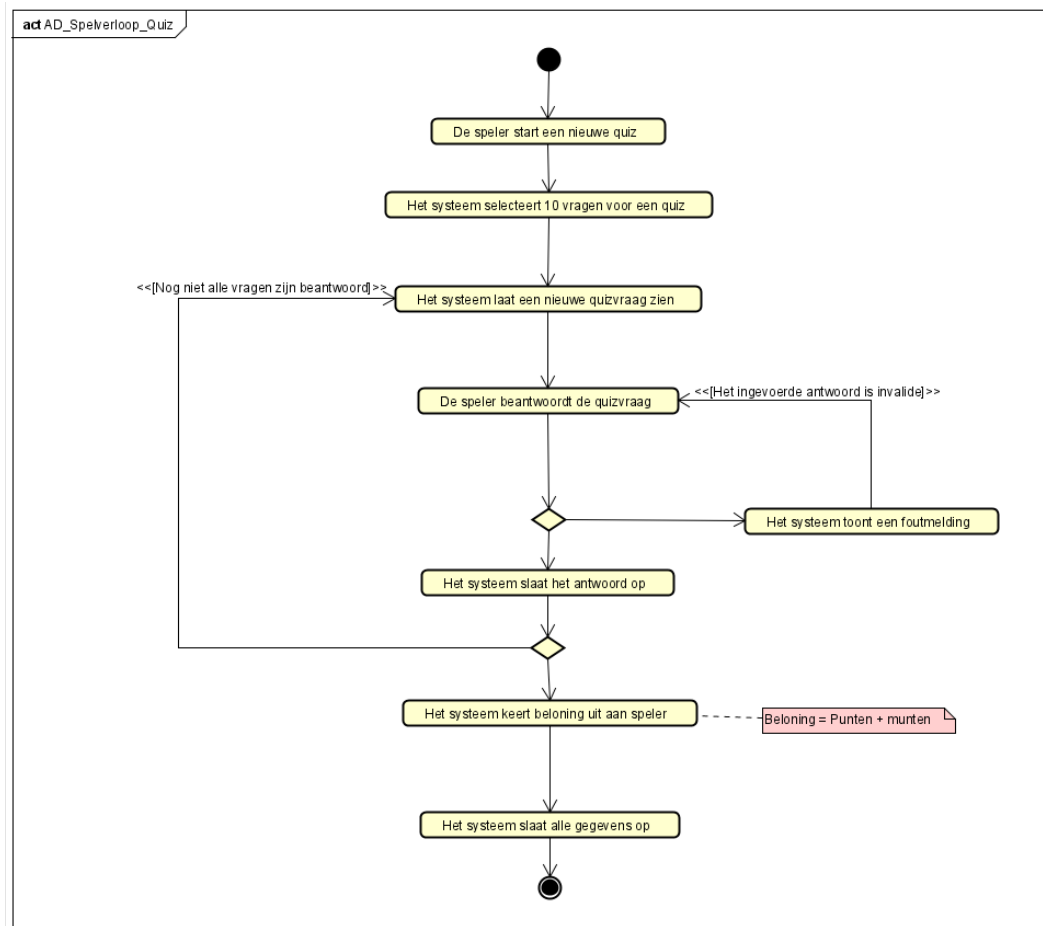 act AD_Spelverloop_Quiz
De speler start een nieuwe quiz
Het systeem selecteert 10 vragen voor een quiz
<<[Nog niet alle vragen zijn beantwoord]>>
Het systeem laat een nieuwe quizvraag zien
De speler beantwoordt de quizvraag
<<[Het ingevoerde antwoord is invalide]>>
Het systeem toont een foutmelding
Het systeem slaat het antwoord op
Het systeem keert beloning uit aan speler
Beloning = Punten + munten
Het systeem slaat alle gegevens op